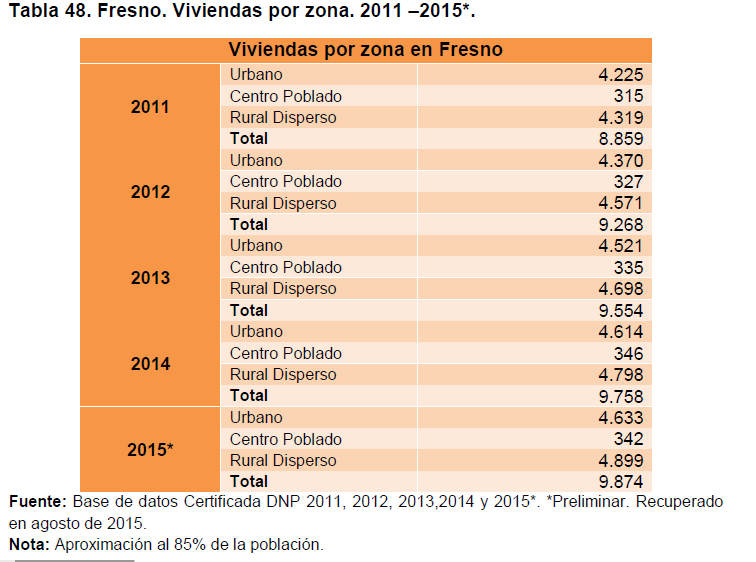 Tabla 48. Fresno. Viviendas por zona. 2011 –2015*.
Viviendas por zona en Fresno
2011
Urbano 4.225
Centro Poblado 315
Rural Disperso 4.319
Total 8.859
2012
Urbano 4.370
Centro Poblado 327
Rural Disperso 4.571
Total 9.268
2013
Urbano 4.521
Centro Poblado 335
Rural Disperso 4.698
Total 9.554
2014
Urbano 4.614
Centro Poblado 346
Rural Disperso 4.798
Total 9.758
2015*
Urbano 4.633
Centro Poblado 342
Rural Disperso 4.899
Total 9.874
Fuente: Base de datos Certificada DNP 2011, 2012, 2013,2014 y 2015*. *Preliminar. Recuperado
en agosto de 2015.
Nota: Aproximación al 85% de la población.